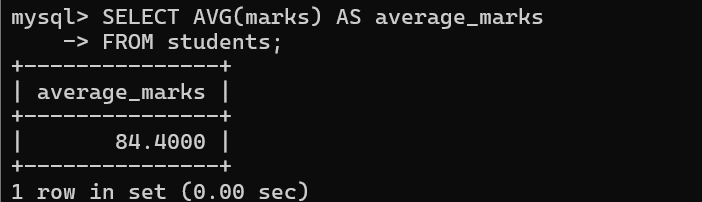 mysql> SELECT AVG(marks) AS average_marks
    -> FROM students;
+---------------+
| average_marks |
+---------------+
|       84.4000 |
+---------------+
1 row in set (0.00 sec)